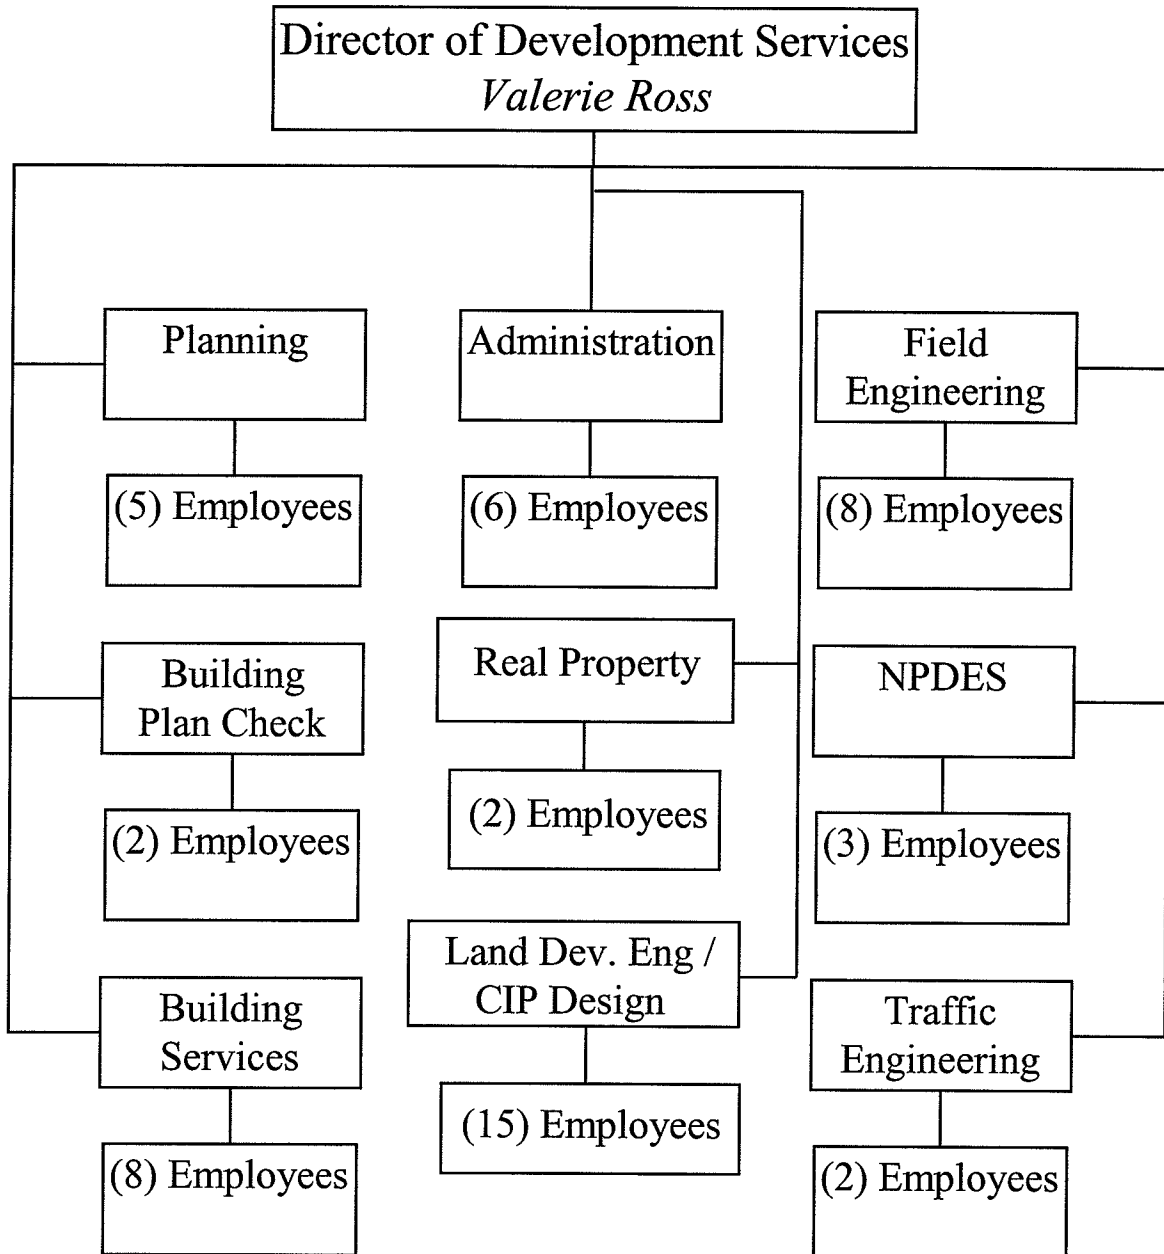 Director of Development Services
Valerie Ross
Planning
(5) Employees
Building
Plan Check
(2) Employees
Building
Services
(8) Employees
Administration
(6) Employees
Real Property
(2) Employees
Land Dev. Eng /
CIP Design
(15) Employees
Field
Engineering
(8) Employees
NPDES
(3) Employees
Traffic
Engineering
(2) Employees